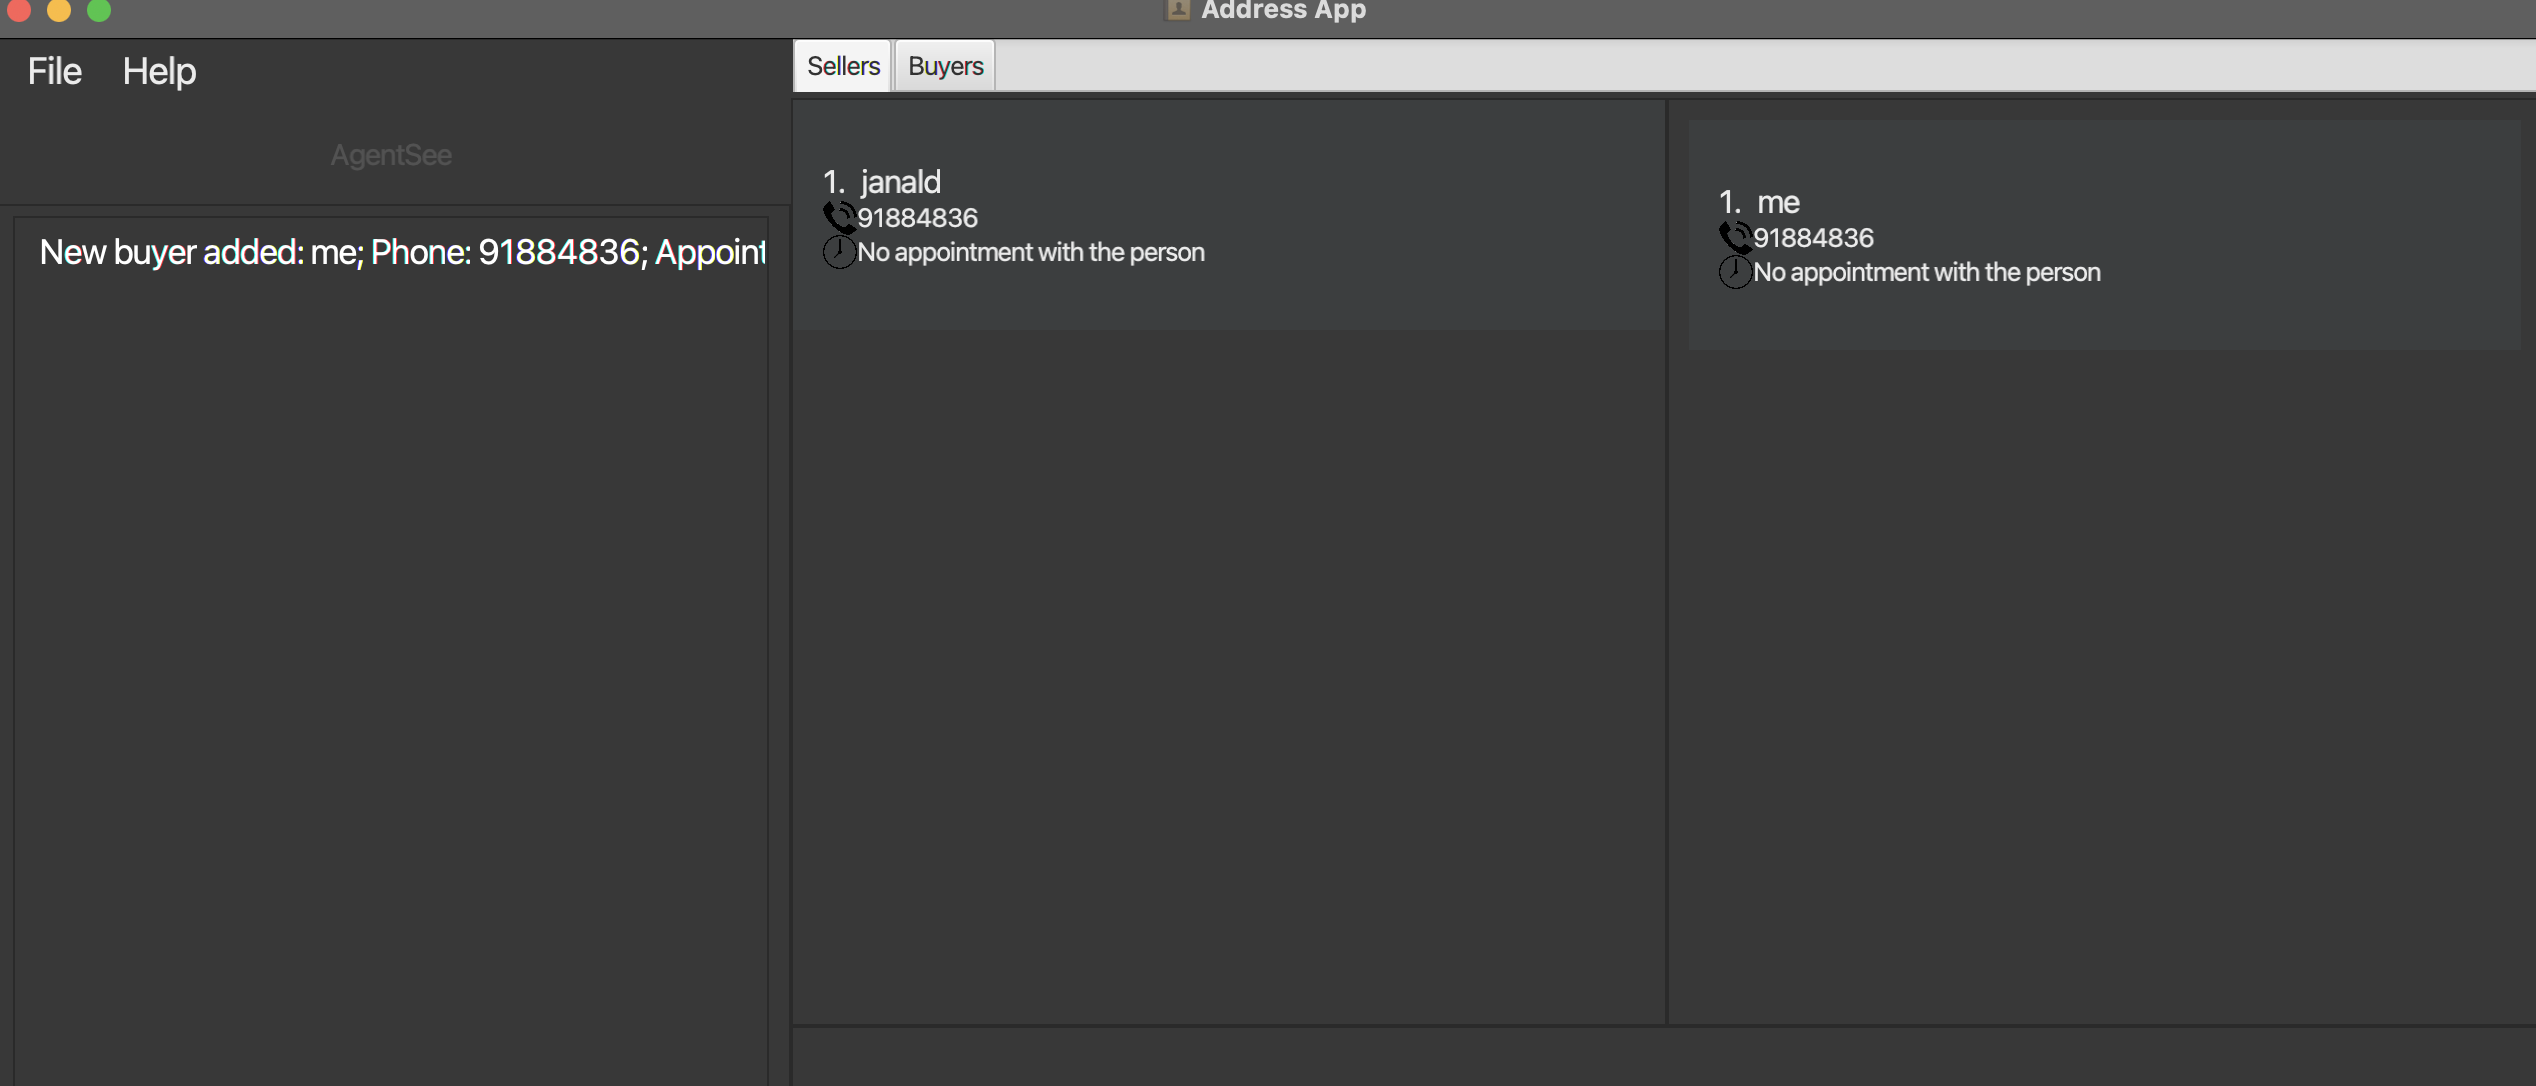 Address App
File Help
AgentSee
New buyer added: me; Phone: 91884836; Appoint
Sellers Buyers
1. janald
91884836
No appointment with the person
1. me
91884836
No appointment with the person